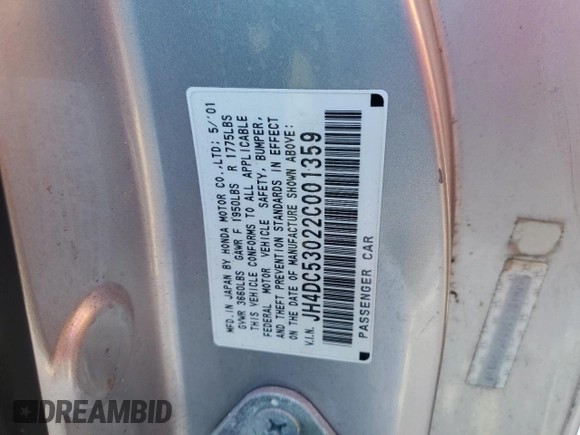 MFD. IN JAPAN BY HONDA MOTOR CO.,LTD; 5/'01
GVWR 3660LBS GAWR F 1950LBS R 1775LBS
THIS VEHICLE CONFORMS TO ALL APPLICABLE
FEDERAL MOTOR VEHICLE SAFETY, BUMPER,
AND THEFT PREVENTION STANDARDS IN EFFECT
ON THE DATE OF MANUFACTURE SHOWN ABOVE:
V.I.N. JH4DC53022C001359
PASSENGER CAR
DREAMBID